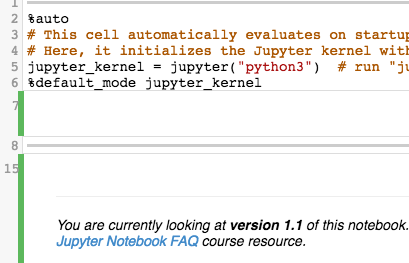 1
2 %auto
3 # This cell automatically evaluates on startup
4 # Here, it initializes the Jupyter kernel with
5 jupyter_kernel = jupyter("python3")  # run "ju
6 %default_mode jupyter_kernel
7
8
15
You are currently looking at version 1.1 of this notebook.
Jupyter Notebook FAQ course resource.